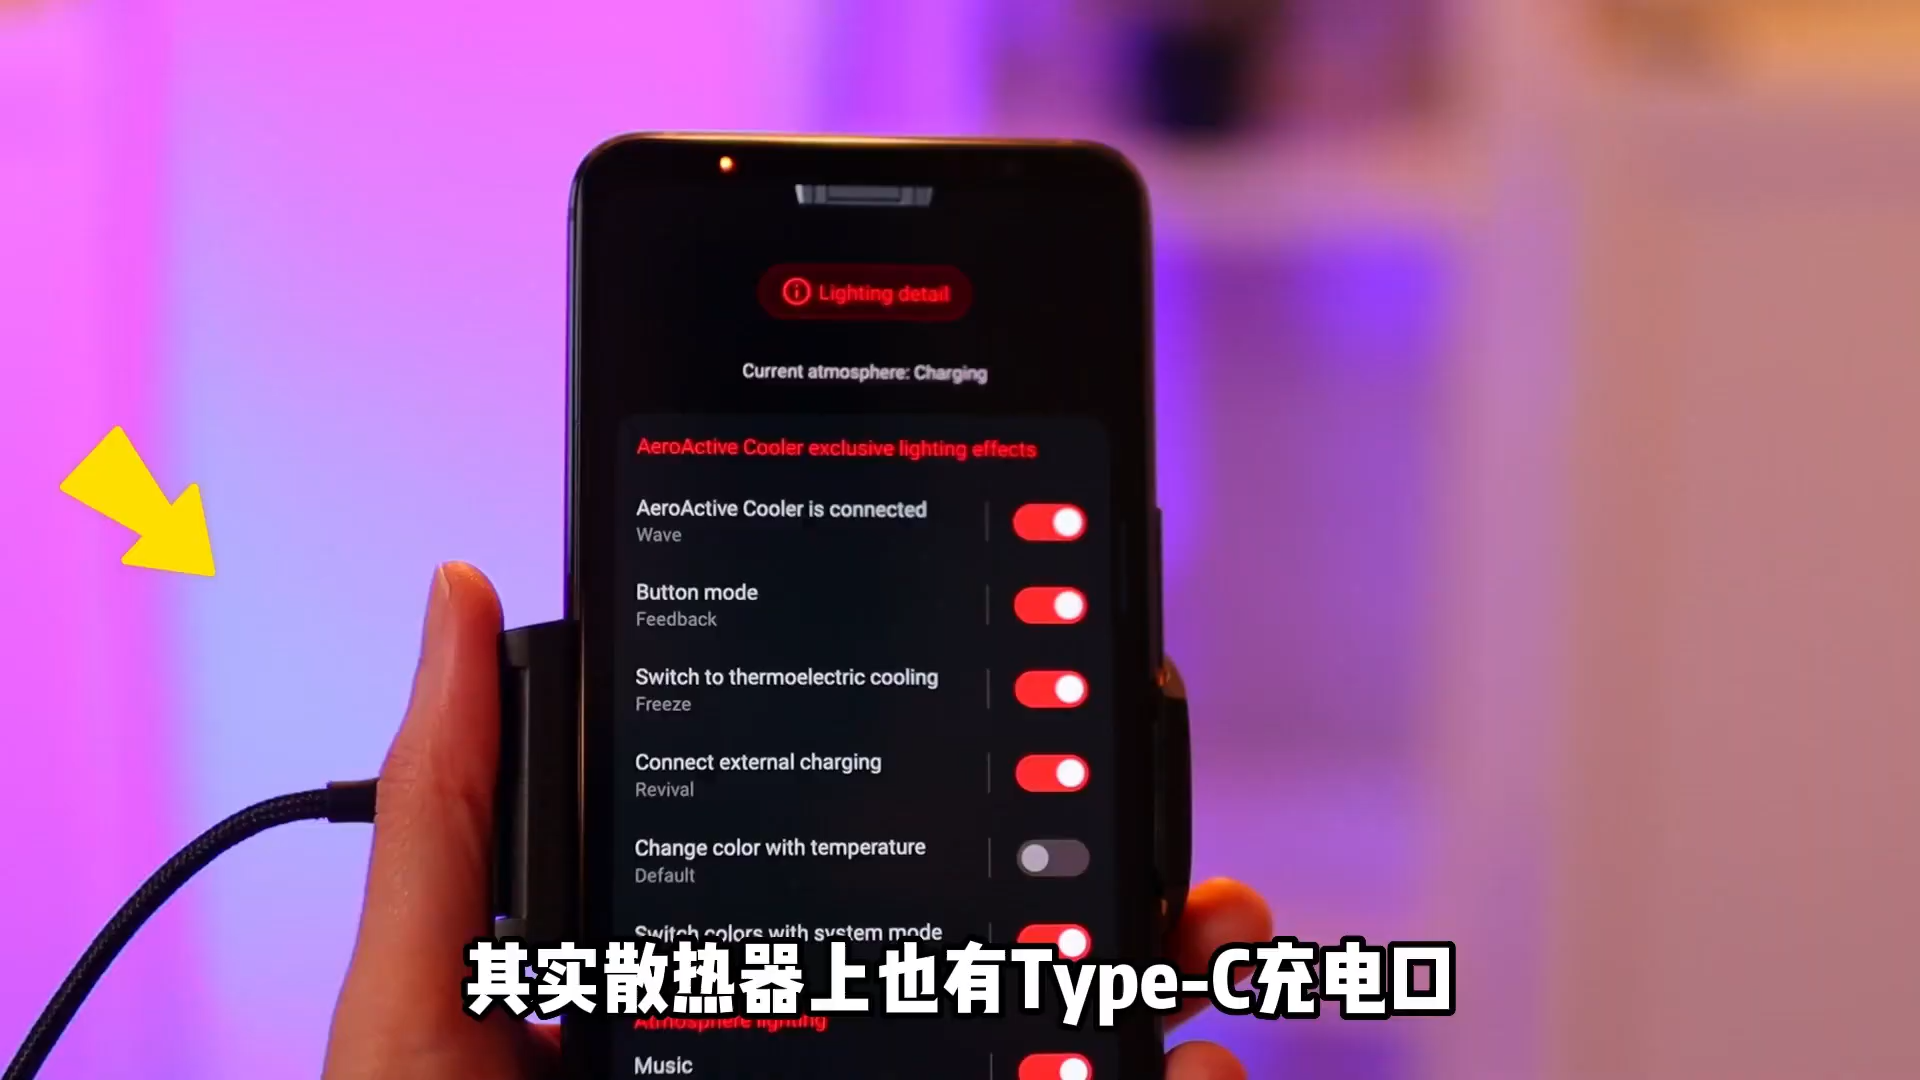 Lighting detail
Current atmosphere: Charging
AeroActive Cooler exclusive lighting effects
AeroActive Cooler is connected
Wave
Button mode
Feedback
Switch to thermoelectric cooling
Freeze
Connect external charging
Revival
Change color with temperature
Default
Switch colors with system mode
其实散热器上也有Type-C充电口
Atmosphere lighting
Music